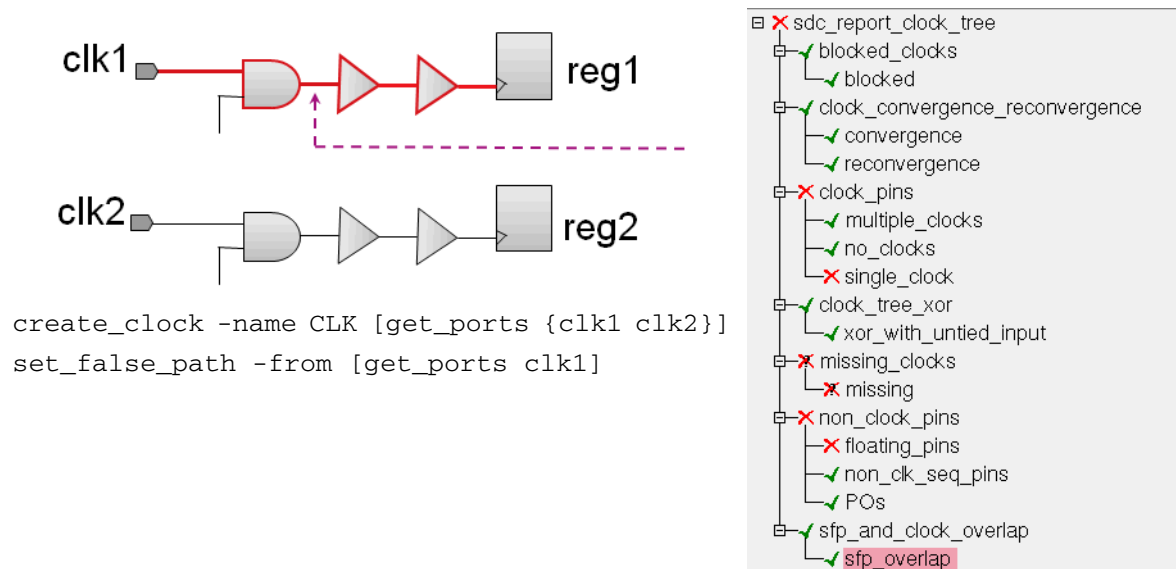 clk1
reg1
clk2
reg2
create_clock -name CLK [get_ports {clk1 clk2}]
set_false_path -from [get_ports clk1]
sdc_report_clock_tree
blocked_clocks
blocked
clock_convergence_reconvergence
convergence
reconvergence
clock_pins
multiple_clocks
no_clocks
single_clock
clock_tree_xor
xor_with_untied_input
missing_clocks
missing
non_clock_pins
floating_pins
non_clk_seq_pins
POs
sfp_and_clock_overlap
sfp_overlap